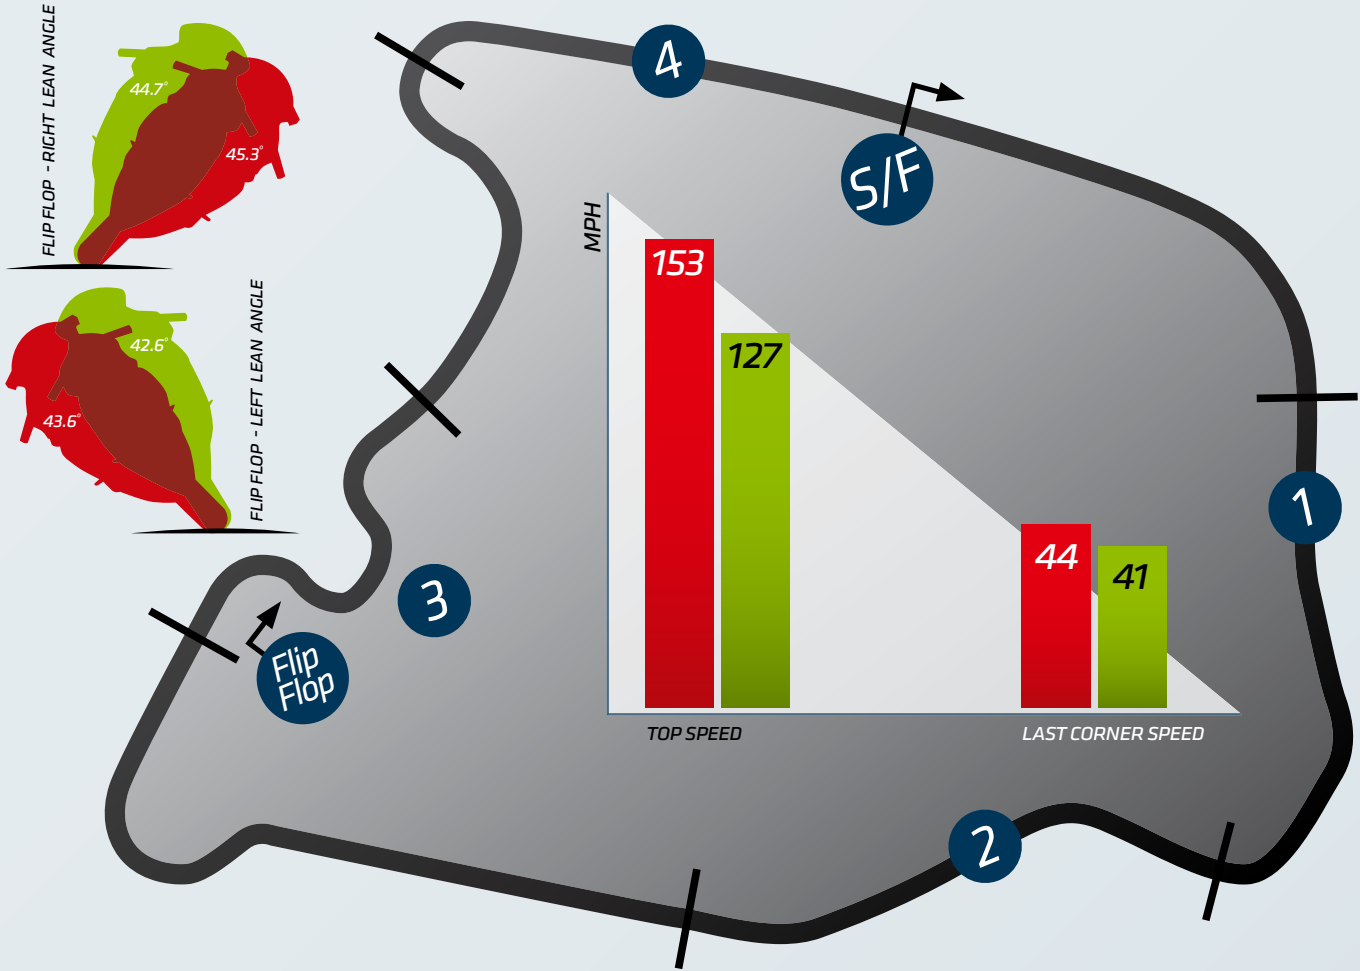 FLIP FLOP - RIGHT LEAN ANGLE
44.7°
45.3°
FLIP FLOP - LEFT LEAN ANGLE
42.6°
43.6°
4
S/F
MPH
153
127
44
41
TOP SPEED
LAST CORNER SPEED
1
3
Flip
Flop
2